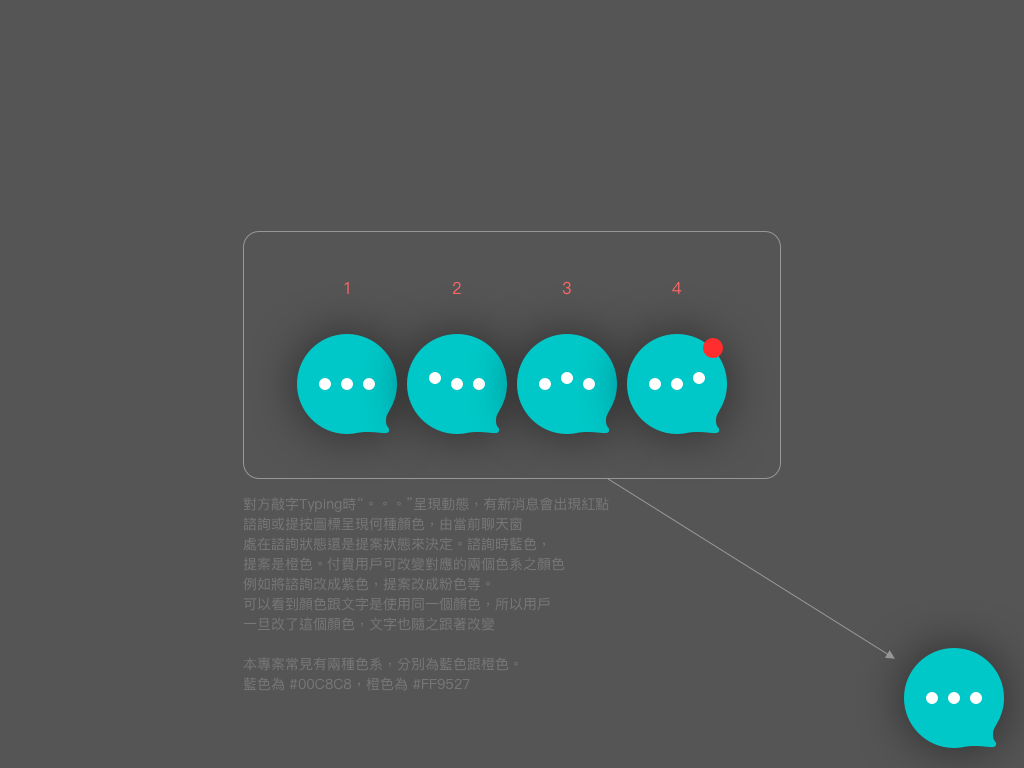 1
2
3
4
對方敲字Typing時“。。。”呈現動態，有新消息會出現紅點
諮詢或提按圖標呈現何種顏色，由當前聊天窗
處在諮詢狀態還是提案狀態來決定。諮詢時藍色，
提案是橙色。付費用戶可改變對應的兩個色系之顏色
例如將諮詢改成紫色，提案改成粉色等。
可以看到顏色跟文字是使用同一個顏色，所以用戶
一旦改了這個顏色，文字也隨之跟著改變
本專案常見有兩種色系，分別為藍色跟橙色。
藍色為 #00C8C8，橙色為 #FF9527